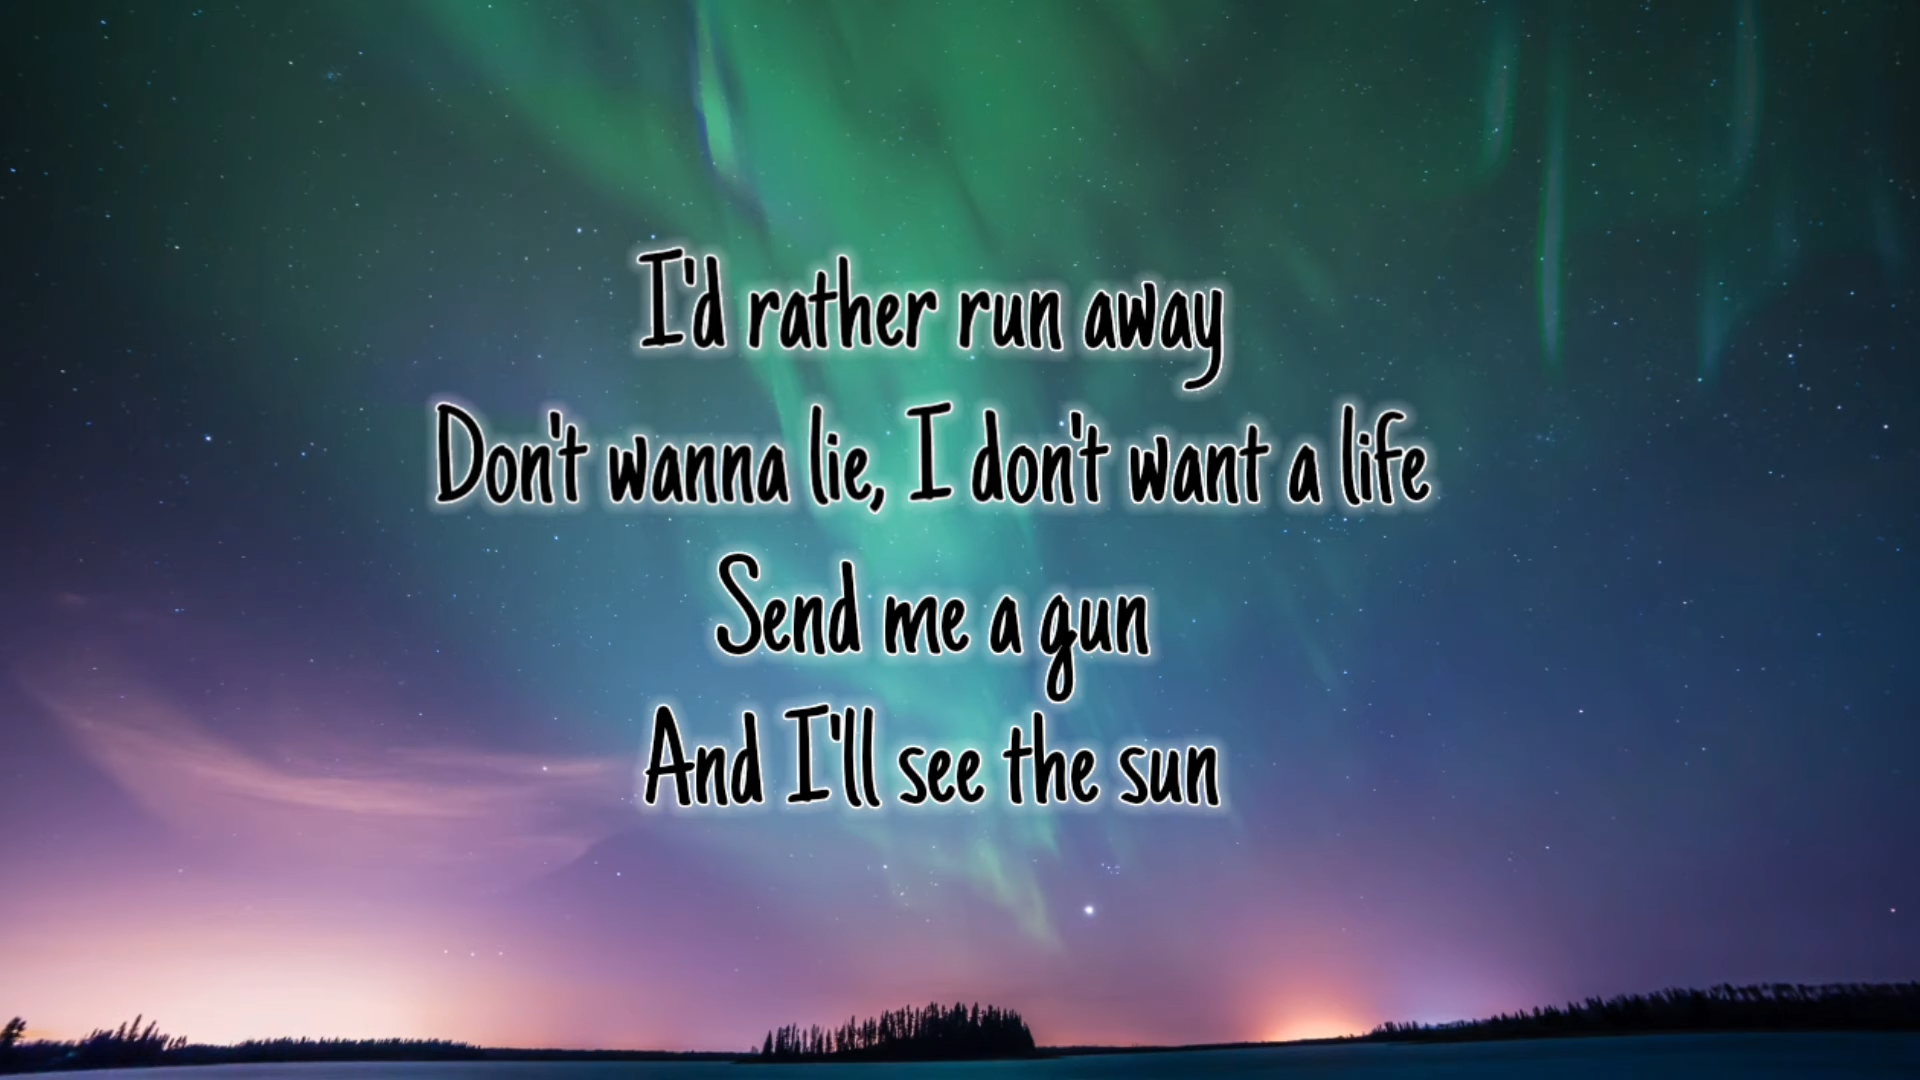 I'd rather run away
Don't wanna lie, I don't want a life
Send me a gun
And I'll see the sun